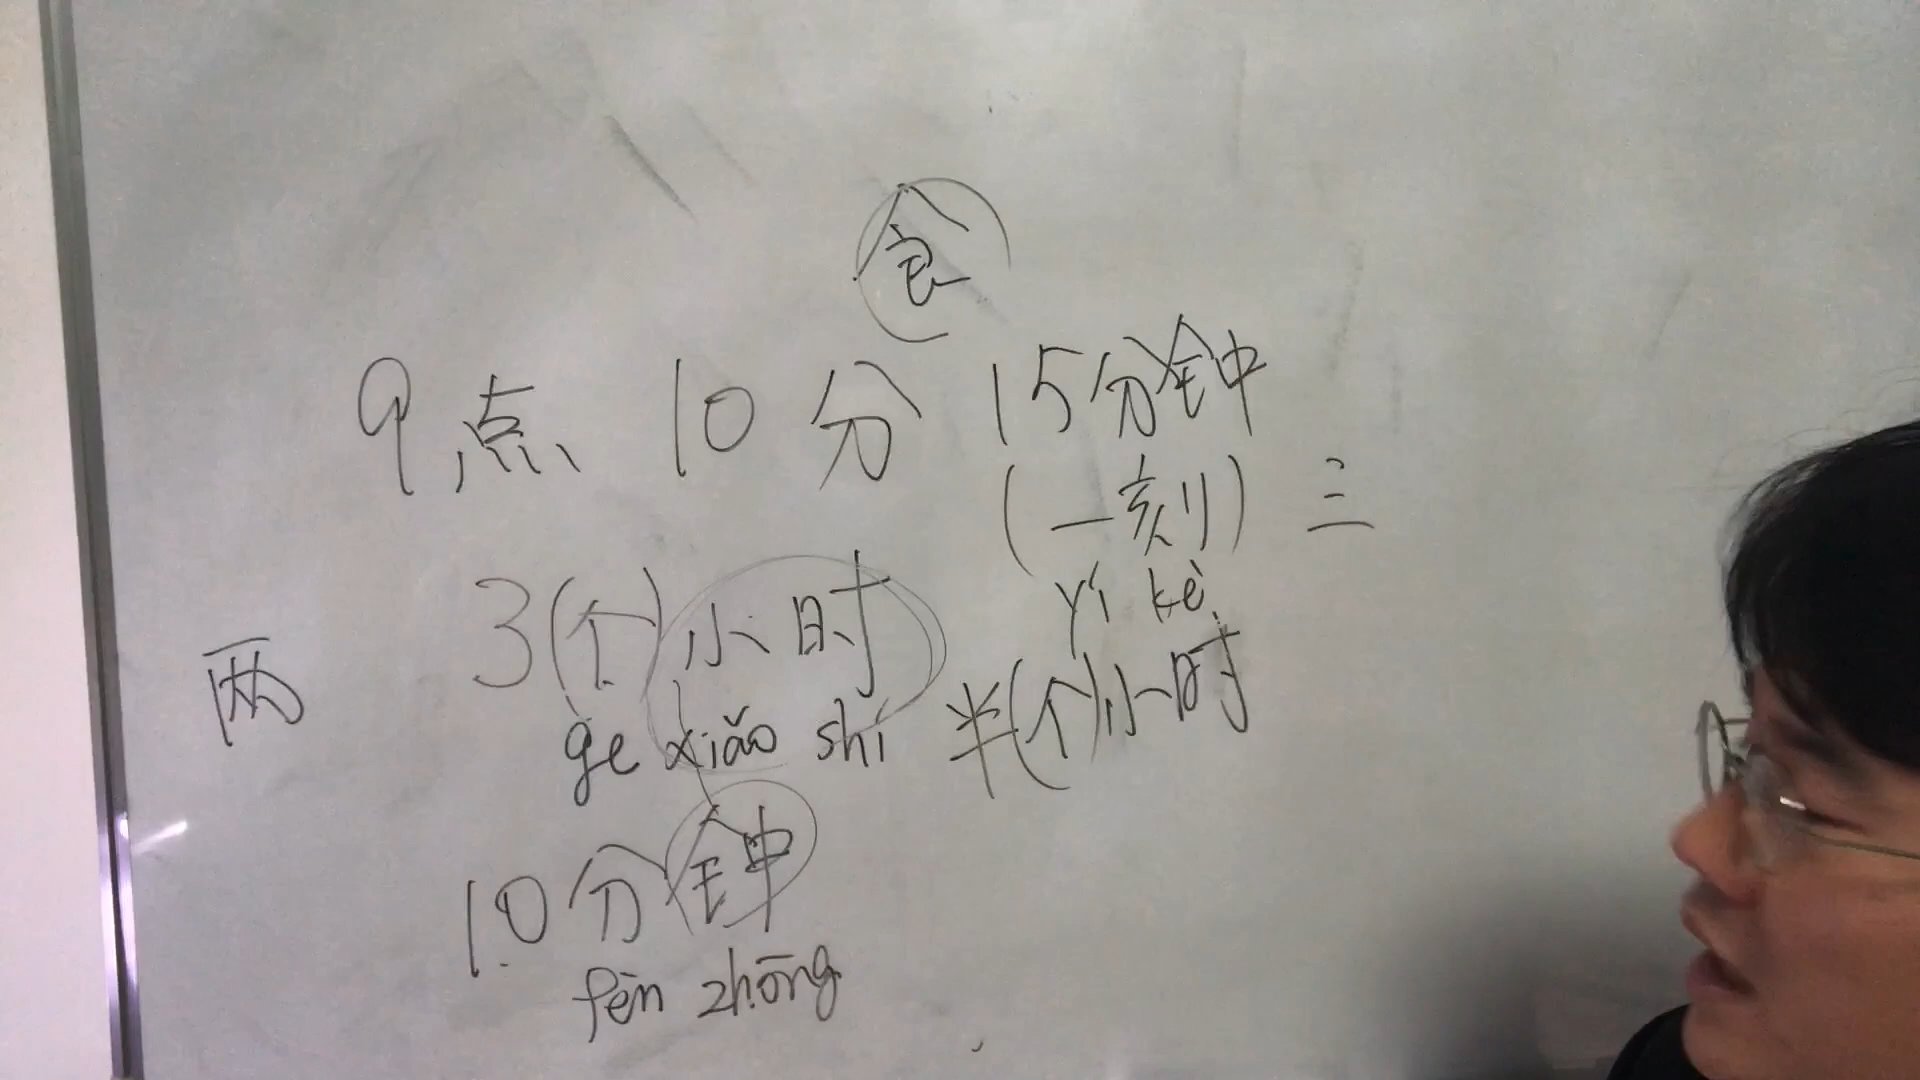 食
9点 10分 15分钟
(一刻) 三
yí kè
两 3(个)小时
ge xiǎo shí 半(个)小时
10分钟
fēn zhōng